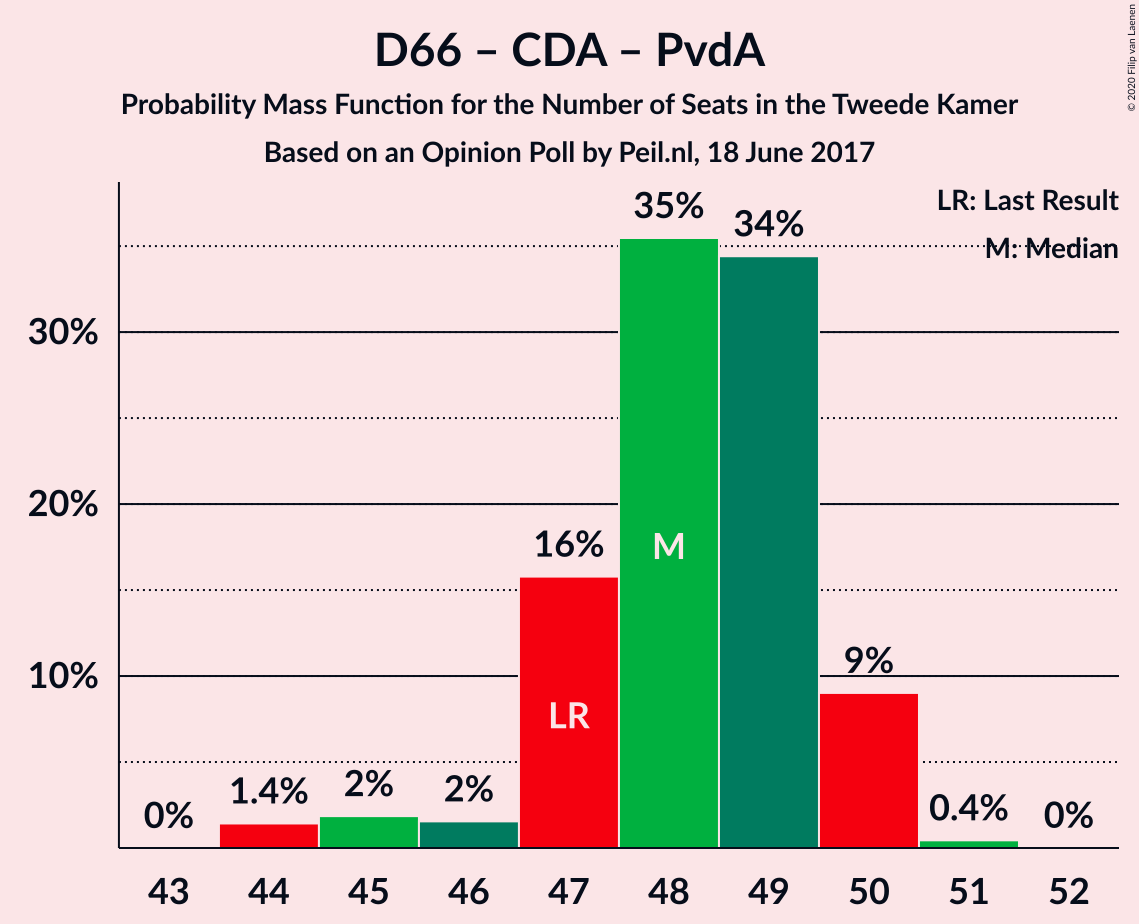 D66 – CDA – PvdA
Probability Mass Function for the Number of Seats in the Tweede Kamer
Based on an Opinion Poll by Peil.nl, 18 June 2017
© 2020 Filip van Laenen
LR: Last Result
M: Median
35%
34%
30%
20%
16%
M
10%
9%
LR
0%
1.4%
2%
2%
0.4%
0%
43 44 45 46 47 48 49 50 51 52